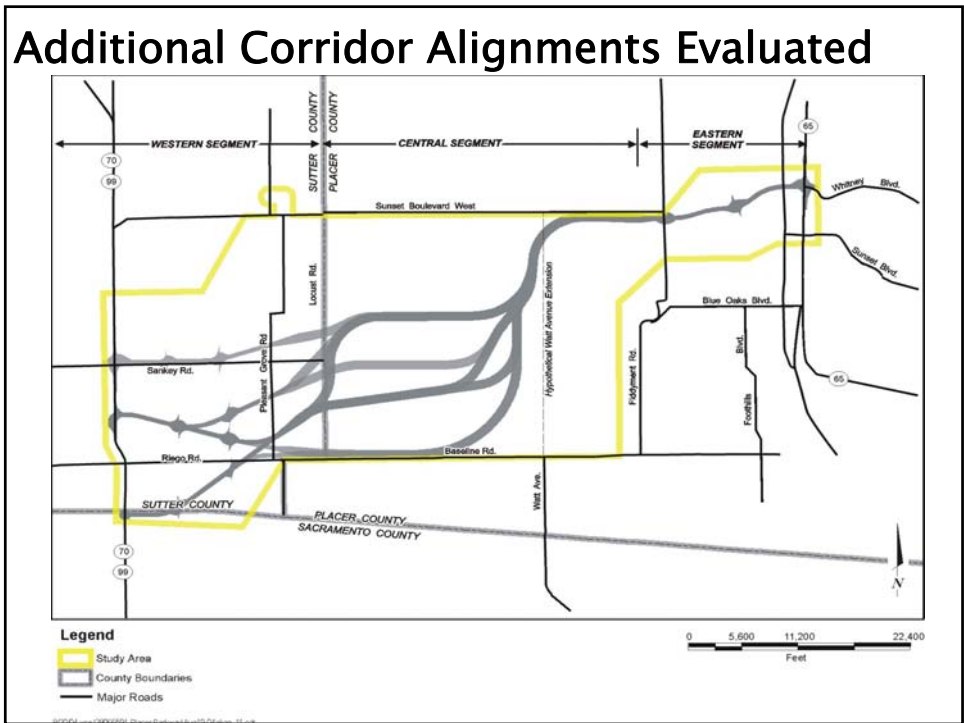 Additional Corridor Alignments Evaluated
SUTTER COUNTY
PLACER COUNTY
WESTERN SEGMENT
CENTRAL SEGMENT
EASTERN
SEGMENT
65
70
99
Whitney Blvd.
Sunset Boulevard West
Sunset Blvd.
Locust Rd.
Hypothetical Watt Avenue Extension
Blue Oaks Blvd.
Pleasant Grove Rd
Sankey Rd.
Fiddyment Rd.
Foothills Blvd.
65
Riego Rd.
Baseline Rd.
Watt Ave.
SUTTER COUNTY
PLACER COUNTY
SACRAMENTO COUNTY
70
99
N
Legend
Study Area
County Boundaries
Major Roads
0 5,600 11,200 22,400
Feet